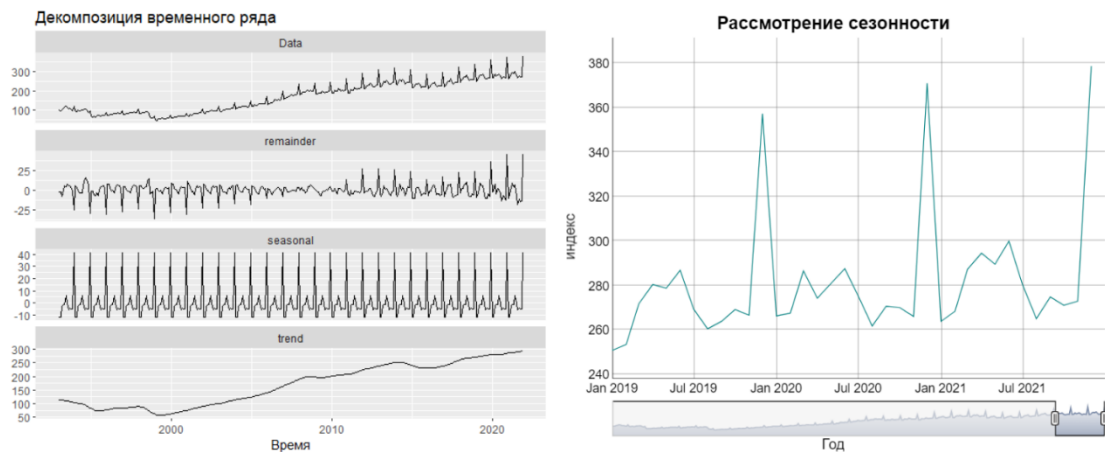 Декомпозиция временного ряда
Data
300
200
100
remainder
25
0
-25
seasonal
40
30
20
10
0
-10
trend
300
250
200
150
100
50
2000
2010
2020
Время
Рассмотрение сезонности
индекс
380
360
340
320
300
280
260
240
Jan 2019
Jul 2019
Jan 2020
Jul 2020
Jan 2021
Jul 2021
Год